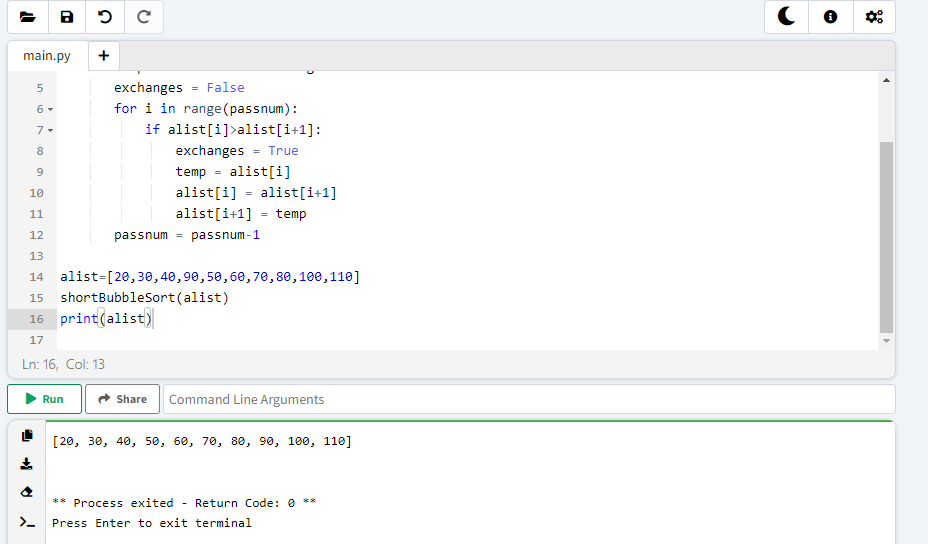 main.py +
5 exchanges = False
6 for i in range(passnum):
7 if alist[i]>alist[i+1]:
8 exchanges = True
9 temp = alist[i]
10 alist[i] = alist[i+1]
11 alist[i+1] = temp
12 passnum = passnum-1
13
14 alist=[20,30,40,90,50,60,70,80,100,110]
15 shortBubbleSort(alist)
16 print(alist)
17
Ln: 16, Col: 13
Run Share Command Line Arguments
[20, 30, 40, 50, 60, 70, 80, 90, 100, 110]
** Process exited - Return Code: 0 **
Press Enter to exit terminal